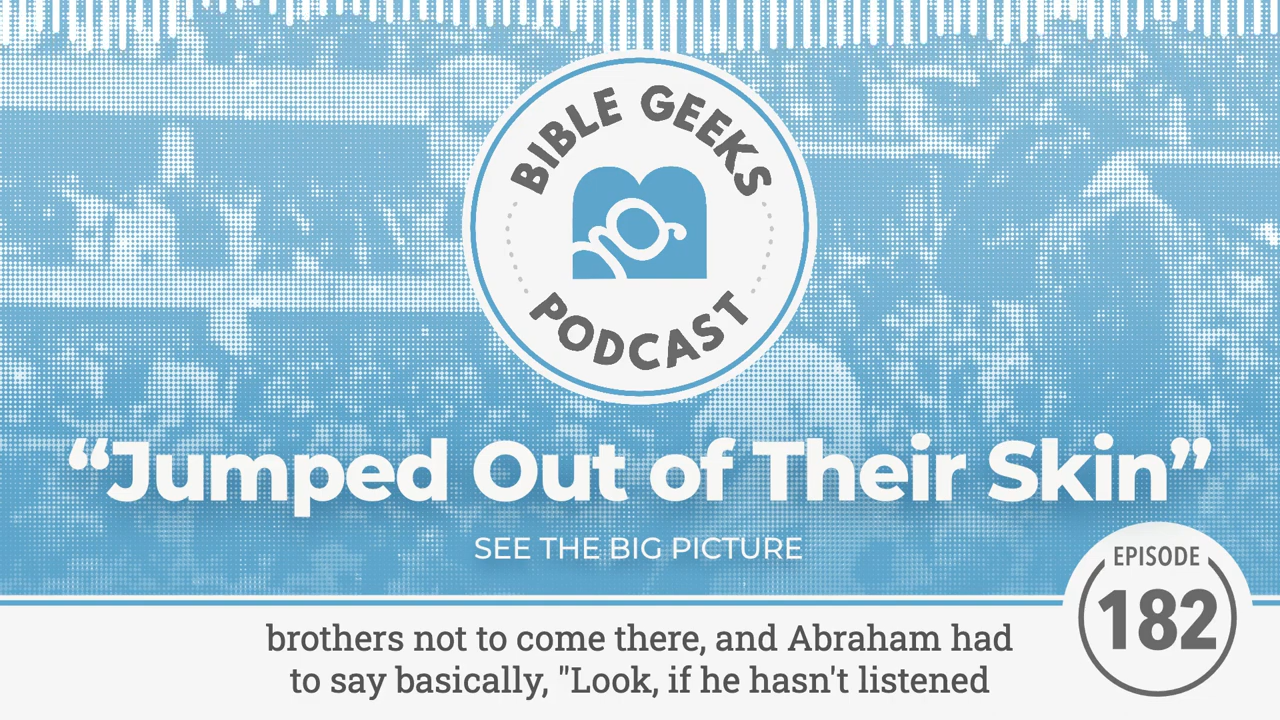 BIBLE GEEKS
PODCAST
“Jumped Out of Their Skin”
SEE THE BIG PICTURE
EPISODE
182
brothers not to come there, and Abraham had
to say basically, "Look, if he hasn't listened